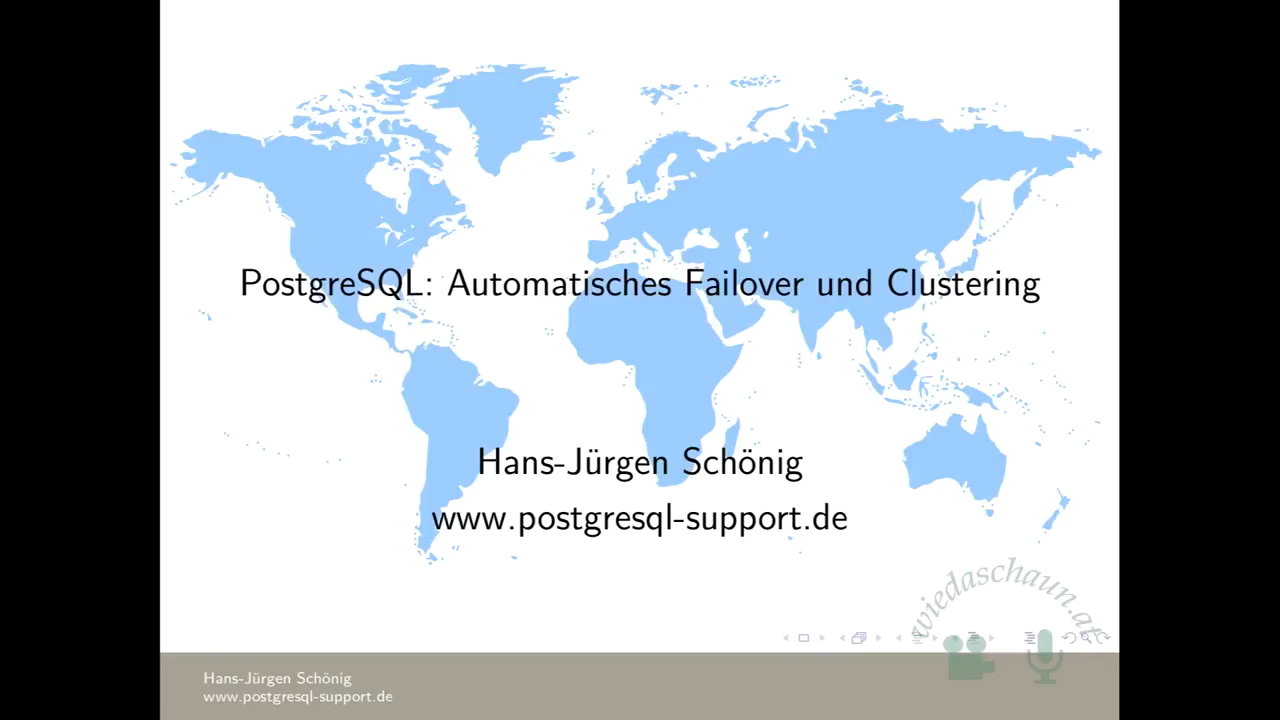 PostgreSQL: Automatisches Failover und Clustering
Hans-Jürgen Schönig
www.postgresql-support.de
wiedaschaun.at
Hans-Jürgen Schönig
www.postgresql-support.de